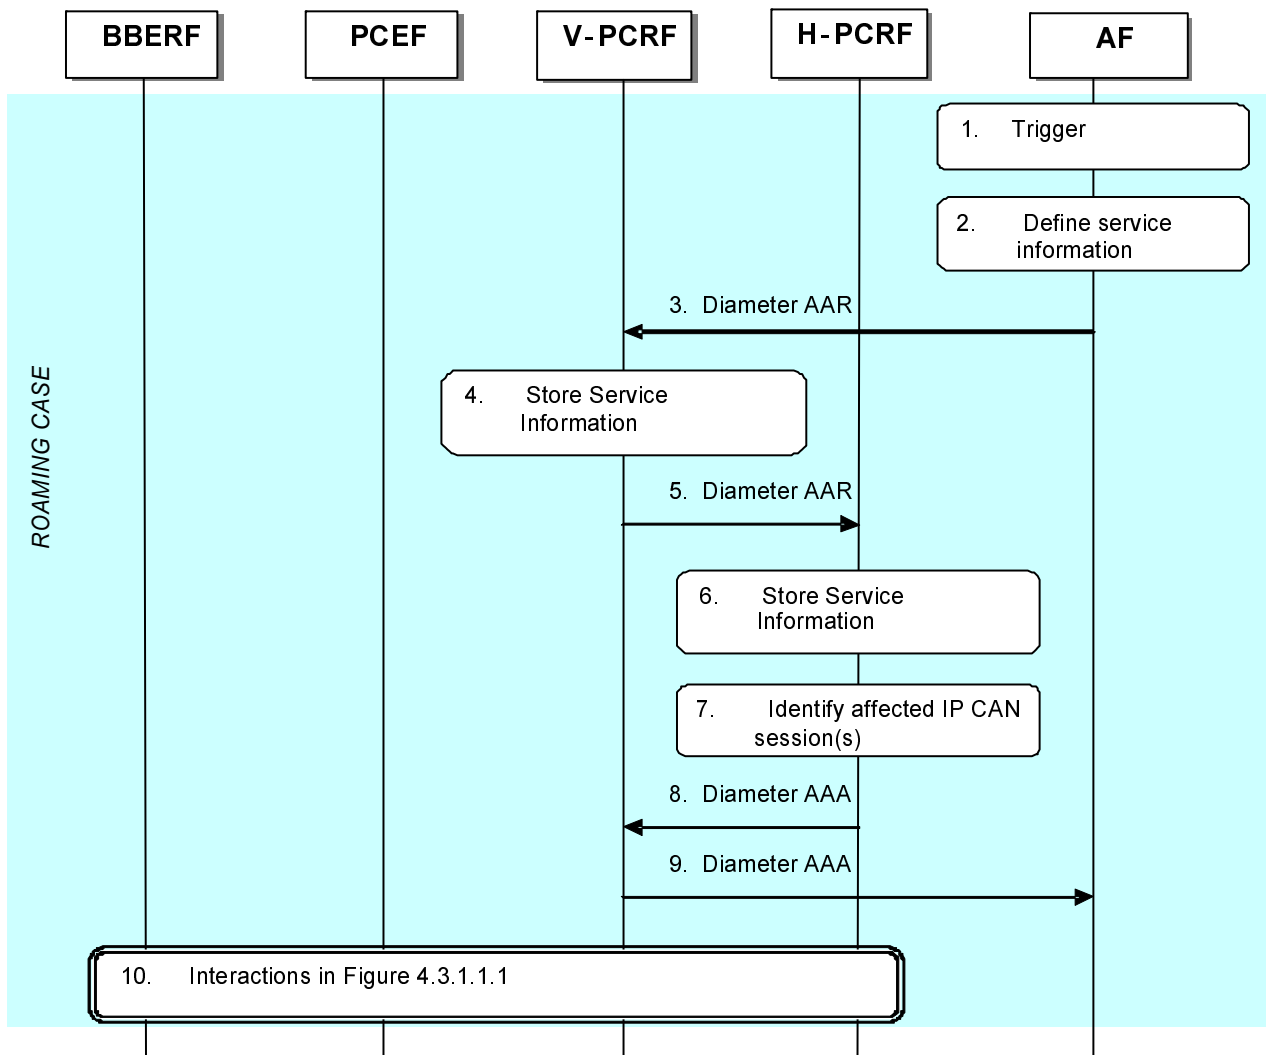 BBERF
PCEF
V-PCRF
H-PCRF
AF
1. Trigger
2. Define service
information
3. Diameter AAR
ROAMING CASE
4. Store Service
Information
5. Diameter AAR
6. Store Service
Information
7. Identify affected IP CAN
session(s)
8. Diameter AAA
9. Diameter AAA
10. Interactions in Figure 4.3.1.1.1